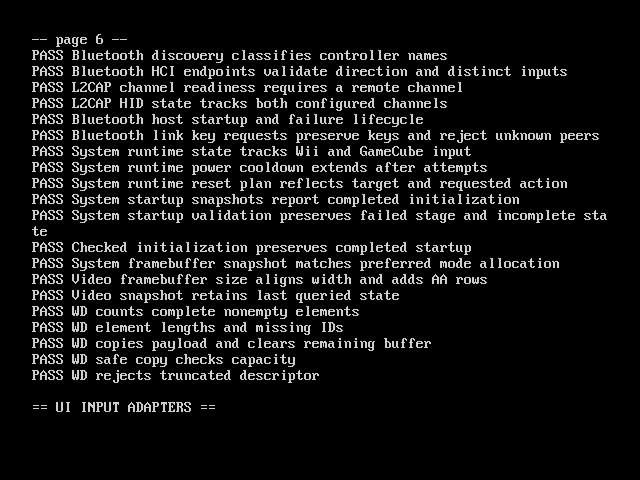 -- page 6 --
PASS Bluetooth discovery classifies controller names
PASS Bluetooth HCI endpoints validate direction and distinct inputs
PASS L2CAP channel readiness requires a remote channel
PASS L2CAP HID state tracks both configured channels
PASS Bluetooth host startup and failure lifecycle
PASS Bluetooth link key requests preserve keys and reject unknown peers
PASS System runtime state tracks Wii and GameCube input
PASS System runtime power cooldown extends after attempts
PASS System runtime reset plan reflects target and requested action
PASS System startup snapshots report completed initialization
PASS System startup validation preserves failed stage and incomplete sta
te
PASS Checked initialization preserves completed startup
PASS System framebuffer snapshot matches preferred mode allocation
PASS Video framebuffer size aligns width and adds AA rows
PASS Video snapshot retains last queried state
PASS WD counts complete nonempty elements
PASS WD element lengths and missing IDs
PASS WD copies payload and clears remaining buffer
PASS WD safe copy checks capacity
PASS WD rejects truncated descriptor
== UI INPUT ADAPTERS ==